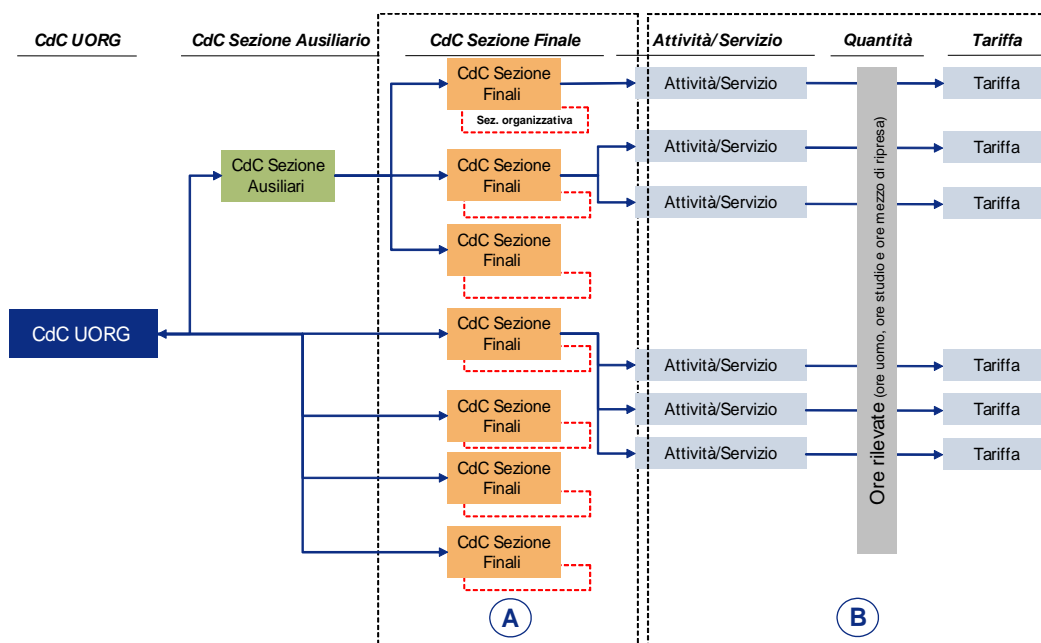 CdC UORG
CdC Sezione Ausiliario
CdC Sezione Finale
Attività/Servizio
Quantità
Tariffa
CdC Sezione
Finali
Sez. organizzativa
Attività/Servizio
Tariffa
CdC Sezione
Ausiliari
CdC Sezione
Finali
Attività/Servizio
Tariffa
Attività/Servizio
Tariffa
CdC Sezione
Finali
CdC UORG
CdC Sezione
Finali
Attività/Servizio
Tariffa
CdC Sezione
Finali
Attività/Servizio
Tariffa
Attività/Servizio
Tariffa
CdC Sezione
Finali
CdC Sezione
Finali
Ore rilevate (ore uomo, ore studio e ore mezzo di ripresa)
A
B